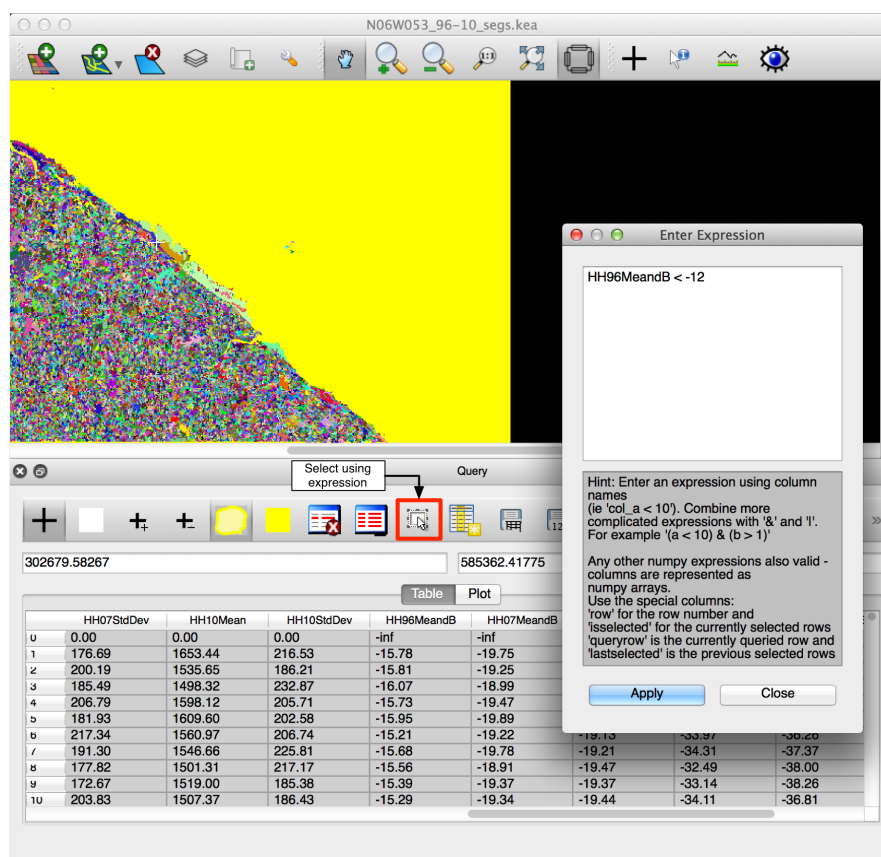 N06W053_96-10_segs.kea
1:1
Enter Expression
HH96MeandB < -12
Hint: Enter an expression using column
names
(ie 'col_a < 10'). Combine more
complicated expressions with '&' and '|'.
For example '(a < 10) & (b > 1)'
Any other numpy expressions also valid -
columns are represented as
numpy arrays.
Use the special columns:
'row' for the row number and
'isselected' for the currently selected rows
'queryrow' is the currently queried row and
'lastselected' is the previous selected rows
Apply Close
Select using
expression
Query
302679.58267 585362.41775
Table Plot
HH07StdDev HH10Mean HH10StdDev HH96MeandB HH07MeandB
0 0.00 0.00 0.00 -inf -inf
1 176.69 1653.44 216.53 -15.78 -19.75
2 200.19 1535.65 186.21 -15.81 -19.25
3 185.49 1498.32 232.87 -16.07 -18.99
4 206.79 1598.12 205.71 -15.73 -19.47
5 181.93 1609.60 202.58 -15.95 -19.89
6 217.34 1560.97 206.74 -15.21 -19.22 -19.13 -33.97 -36.26
7 191.30 1546.66 225.81 -15.68 -19.78 -19.21 -34.31 -37.37
8 177.82 1501.31 217.17 -15.56 -18.91 -19.47 -32.49 -38.00
9 172.67 1519.00 185.38 -15.39 -19.37 -19.37 -33.14 -38.26
10 203.83 1507.37 186.43 -15.29 -19.34 -19.44 -34.11 -36.81